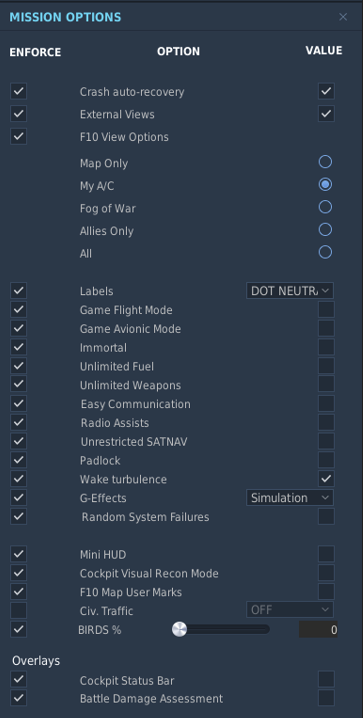 MISSION OPTIONS
ENFORCE OPTION VALUE
Crash auto-recovery
External Views
F10 View Options
Map Only
My A/C
Fog of War
Allies Only
All
Labels DOT NEUTR
Game Flight Mode
Game Avionic Mode
Immortal
Unlimited Fuel
Unlimited Weapons
Easy Communication
Radio Assists
Unrestricted SATNAV
Padlock
Wake turbulence
G-Effects Simulation
Random System Failures
Mini HUD
Cockpit Visual Recon Mode
F10 Map User Marks
Civ. Traffic OFF
BIRDS % 0
Overlays
Cockpit Status Bar
Battle Damage Assessment